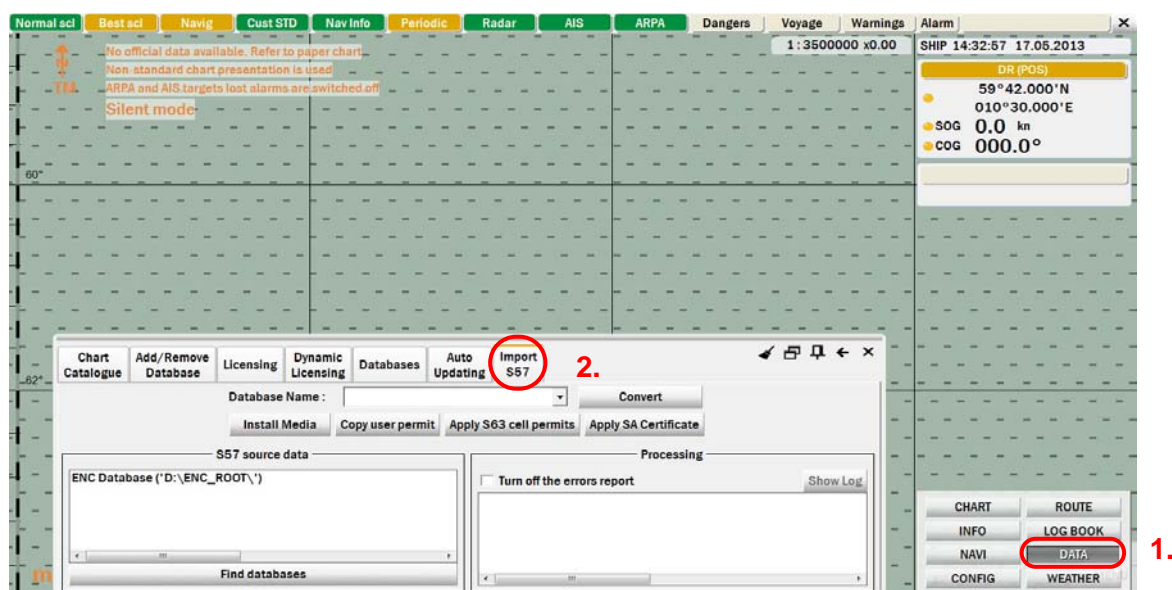 Normal scl Best scl Navig Cust STD Nav Info Periodic Radar AIS ARPA Dangers Voyage Warnings Alarm ×
No official data available. Refer to paper chart.
Non-standard chart presentation is used
ARPA and AIS targets lost alarms are switched off
Silent mode
N
TM
1:3500000 x0.00
SHIP 14:32:57 17.05.2013
DR (POS)
59°42.000'N
010°30.000'E
SOG 0.0 kn
COG 000.0°
60°
62°
Chart Catalogue
Add/Remove Database
Licensing
Dynamic Licensing
Databases
Auto Updating
Import S57
2.
Database Name :
Convert
Install Media Copy user permit Apply S63 cell permits Apply SA Certificate
S57 source data
ENC Database ('D:\ENC_ROOT\')
Find databases
Processing
Turn off the errors report
Show Log
CHART ROUTE
INFO LOG BOOK
NAVI DATA
1.
CONFIG WEATHER
m